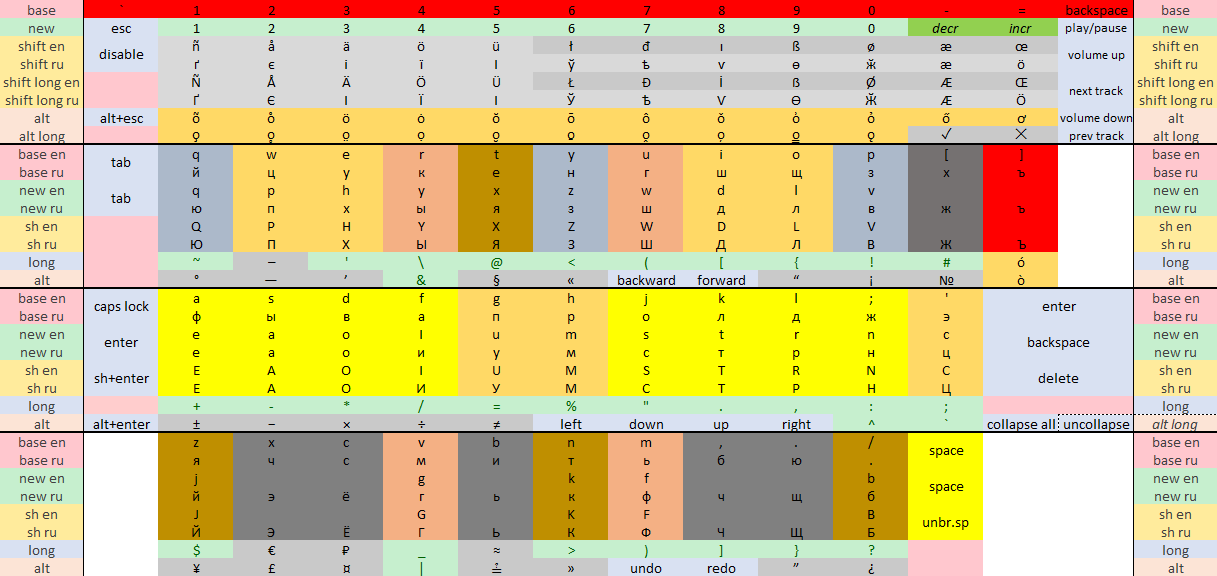 base ` 1 2 3 4 5 6 7 8 9 0 - = backspace base
new esc 1 2 3 4 5 6 7 8 9 0 decr incr play/pause new
shift en ñ å ä ö ü ł đ ı ß ø æ œ shift en
disable volume up
shift ru ґ є і ї І ў ѣ ѵ ө ӂ æ ö shift ru
shift long en Ñ Å Ä Ö Ü Ł Đ İ ß Ø Æ Œ shift long en
next track
shift long ru Ґ Є І Ї І Ў Ѣ Ѵ Ө Ӂ Æ Ö shift long ru
alt alt+esc volume down alt
alt long ✓ ✕ prev track alt long
base en q w e r t y u i o p [ ] base en
tab
base ru й ц у к е н г ш щ з х ъ base ru
new en q p h y x z w d l v new en
tab
new ru ю п х ы я з ш д л в ж ъ new ru
sh en Q P H Y X Z W D L V sh en
sh ru Ю П Х Ы Я З Ш Д Л В Ж Ъ sh ru
long ~ – ' \ @ < ( [ { ! # ó long
alt ° — ′ & § « backward forward “ ¡ № ò alt
base en a s d f g h j k l ; ' base en
caps lock enter
base ru ф ы в а п р о л д ж э base ru
new en e a o I u m s t r n c new en
enter backspace
new ru е а о и у м с т р н ц new ru
sh en E A O I U M S T R N C sh en
sh+enter delete
sh ru Е А О И У М С Т Р Н Ц sh ru
long + - * / = % " . , : ; long
alt alt+enter ± − × ÷ ≠ left down up right ^ ` collapse all uncollapse alt long
base en z x c v b n m , . / base en
space
base ru я ч с м и т ь б ю . base ru
new en j g k f b new en
space
new ru й э ё г ь к ф ч щ б new ru
sh en J G K F B sh en
unbr.sp
sh ru Й Э Ё Г Ь К Ф Ч Щ Б sh ru
long $ € ₽ _ ≈ > ) ] } ? long
alt ¥ £ ¤ | » undo redo ” ¿ alt